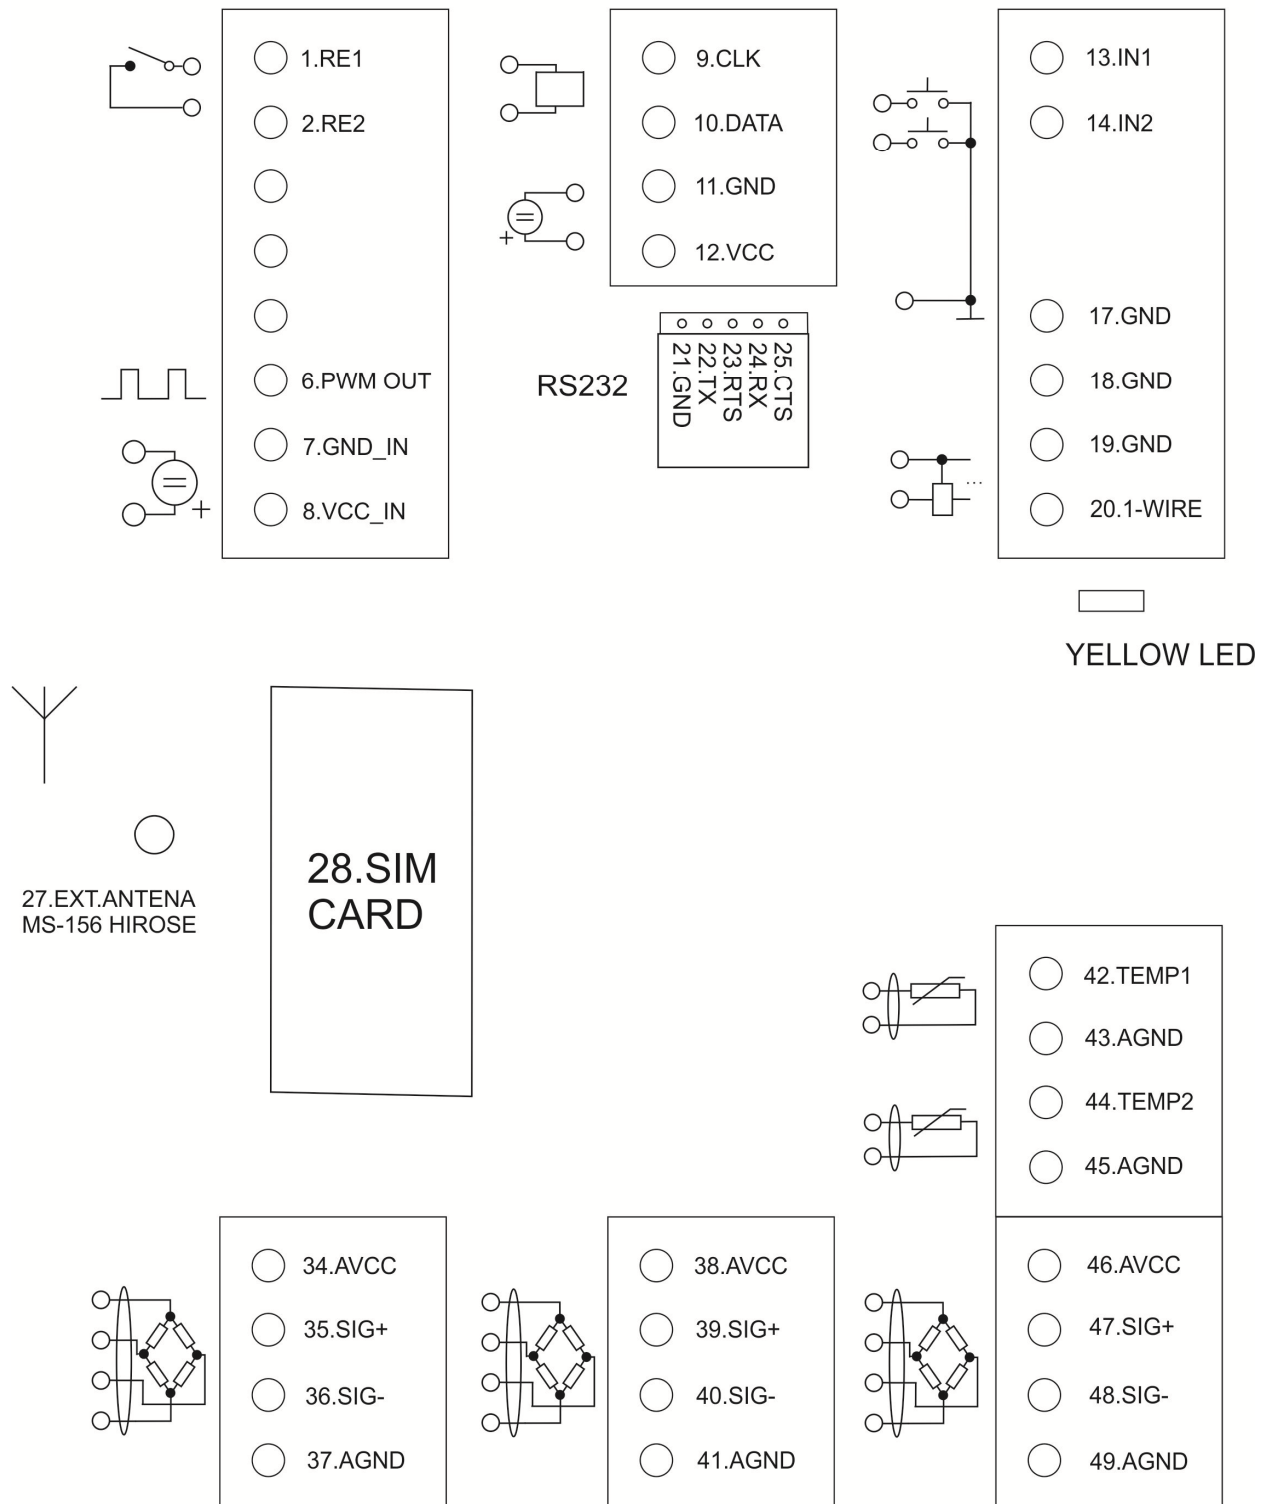 1.RE1
2.RE2
6.PWM OUT
7.GND_IN
8.VCC_IN
9.CLK
10.DATA
11.GND
12.VCC
RS232
21.GND
22.TX
23.RTS
24.RX
25.CTS
13.IN1
14.IN2
17.GND
18.GND
19.GND
20.1-WIRE
YELLOW LED
27.EXT.ANTENA
MS-156 HIROSE
28.SIM
CARD
42.TEMP1
43.AGND
44.TEMP2
45.AGND
34.AVCC
35.SIG+
36.SIG-
37.AGND
38.AVCC
39.SIG+
40.SIG-
41.AGND
46.AVCC
47.SIG+
48.SIG-
49.AGND